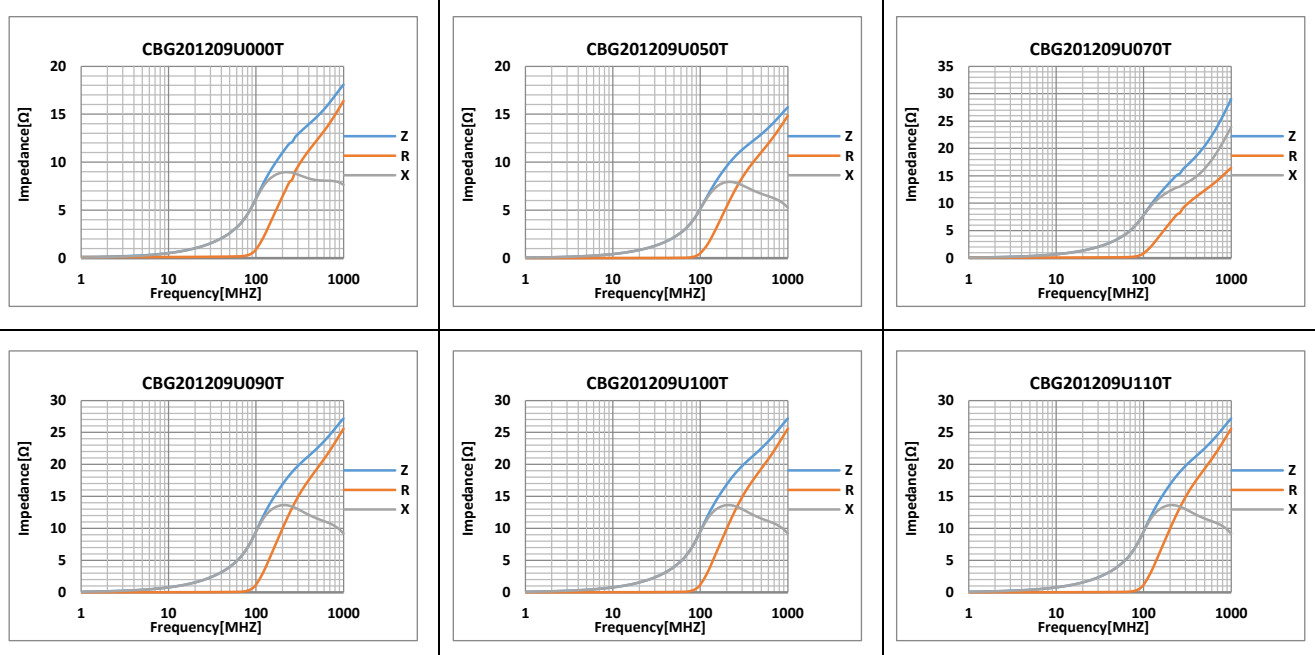 CBG201209U000T
Impedance[Ω]
20
15
10
5
0
1 10 100 1000
Frequency[MHZ]
Z
R
X
CBG201209U050T
Impedance[Ω]
20
15
10
5
0
1 10 100 1000
Frequency[MHZ]
Z
R
X
CBG201209U070T
Impedance[Ω]
35
30
25
20
15
10
5
0
1 10 100 1000
Frequency[MHZ]
Z
R
X
CBG201209U090T
Impedance[Ω]
30
25
20
15
10
5
0
1 10 100 1000
Frequency[MHZ]
Z
R
X
CBG201209U100T
Impedance[Ω]
30
25
20
15
10
5
0
1 10 100 1000
Frequency[MHZ]
Z
R
X
CBG201209U110T
Impedance[Ω]
30
25
20
15
10
5
0
1 10 100 1000
Frequency[MHZ]
Z
R
X